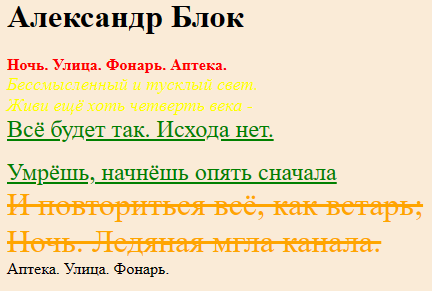 Александр Блок
Ночь. Улица. Фонарь. Аптека.
Бессмысленный и тусклый свет.
Живи ещё хоть четверть века -
Всё будет так. Исхода нет.
Умрёшь, начнёшь опять сначала
И повториться всё, как встарь;
Ночь. Ледяная мгла канала.
Аптека. Улица. Фонарь.